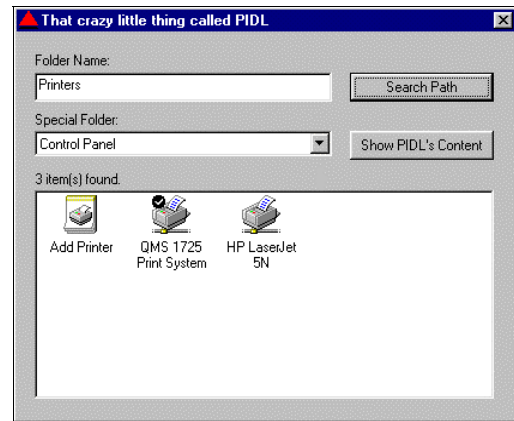 That crazy little thing called PIDL
Folder Name:
Printers
Search Path
Special Folder:
Control Panel
Show PIDL's Content
3 item(s) found.
Add Printer
QMS 1725
Print System
HP LaserJet
5N